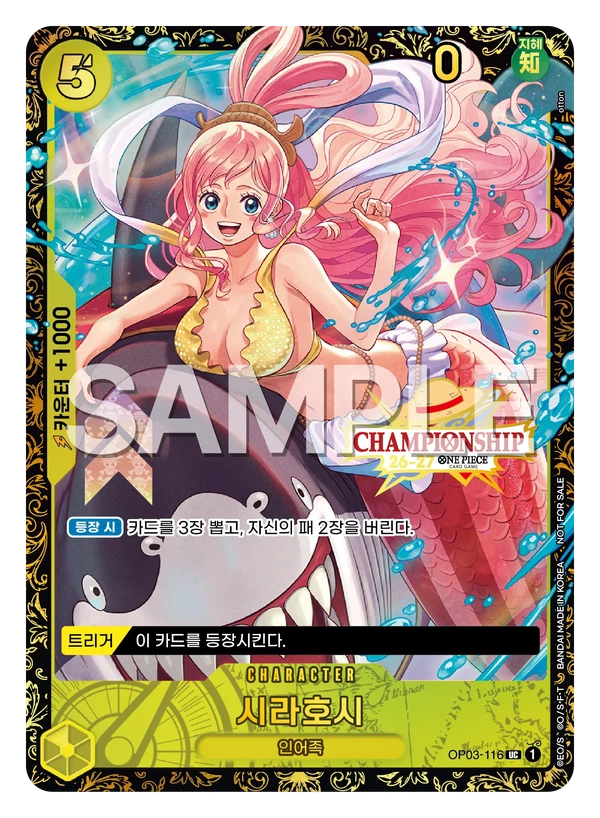 5
0
지혜
知
otton
카운터 +1000
SAMPLE
CHAMPIONSHIP
26-27 ONE PIECE
CARD GAME
등장 시 카드를 3장 뽑고, 자신의 패 2장을 버린다.
트리거 이 카드를 등장시킨다.
CHARACTER
시라호시
인어족
OP03-116 UC 1
©EO/S ©O/S·F·T BANDAI MADE IN KOREA NOT FOR SALE